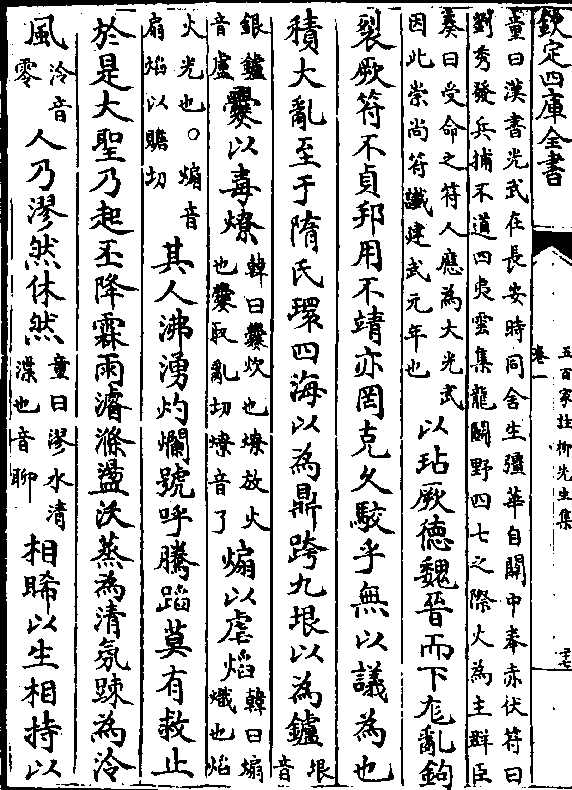 欽定四庫全書
五百家註柳先生集
卷一
童曰漢書光武在長安時同舍生彊華自關中奉赤伏符曰
劉秀發兵捕不道四夷雲集龍鬬野四七之際火為主群臣
奏曰受命之符人應為大光武
因此崇尚符䜟建武元年也
以玷厥德魏晉而下尨亂鉤
裂厥符不貞邦用不靖亦罔克久駮乎無以議為也
積大亂至于隋氏環四海以為鼎跨九垠以為鑪
垠
音
銀鑪
音盧
爨以毒燎
韓曰爨炊也燎放火
也爨取亂切燎音了
煽以虐焰
韓曰煽
熾也焰
火光也○煽音
扇焰以贍切
其人沸湧灼爛號呼騰蹈莫有救止
於是大聖乃起丕降霖雨濬滌盪沃蒸為清氛踈為泠
風
泠音
零
人乃漻然休然
童曰漻水清
渫也音聊
相睎以生相持以